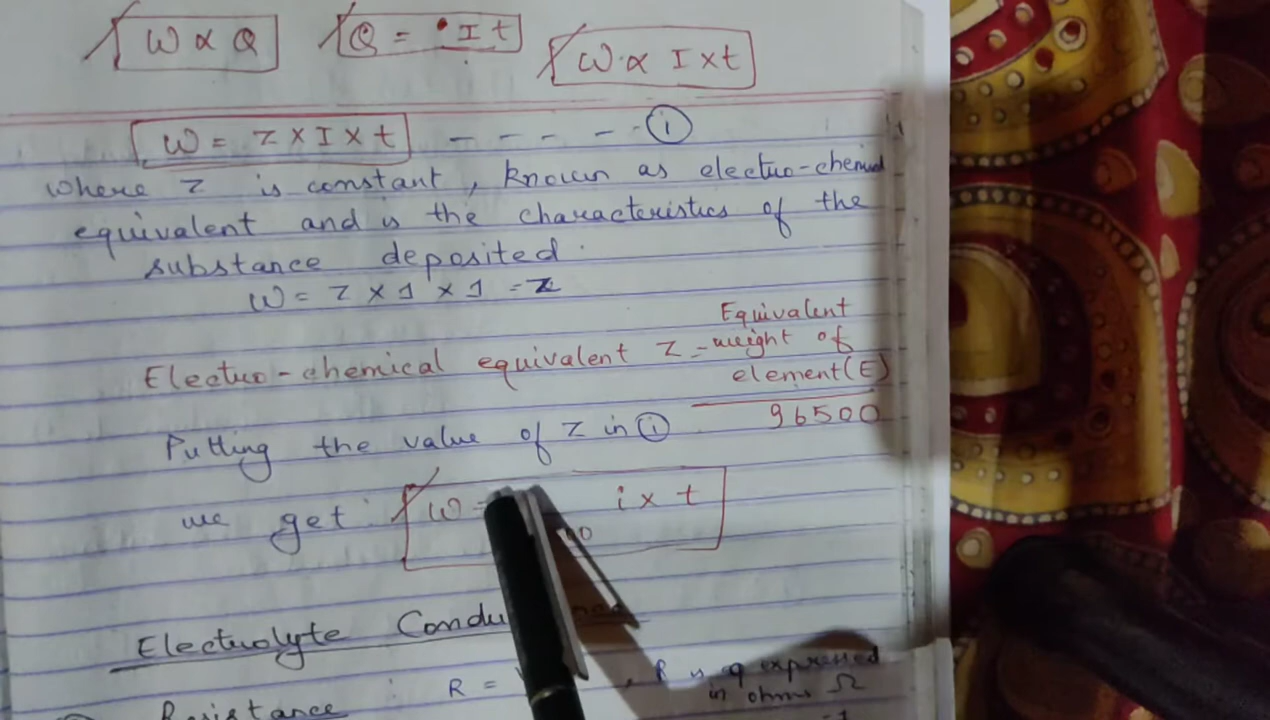 W ∝ Q Q = I t W ∝ I x t
W = Z x I x t - - - - - ①
where Z is constant, known as electro-chemical
equivalent and is the characteristics of the
substance deposited.
W = Z x 1 x 1 = Z
Electro-chemical equivalent Z = Equivalent
weight of
element(E)
96500
Putting the value of Z in ①
we get W = i x t
Electrolyte
Resistance : R = , R is expressed
in ohms Ω
-1